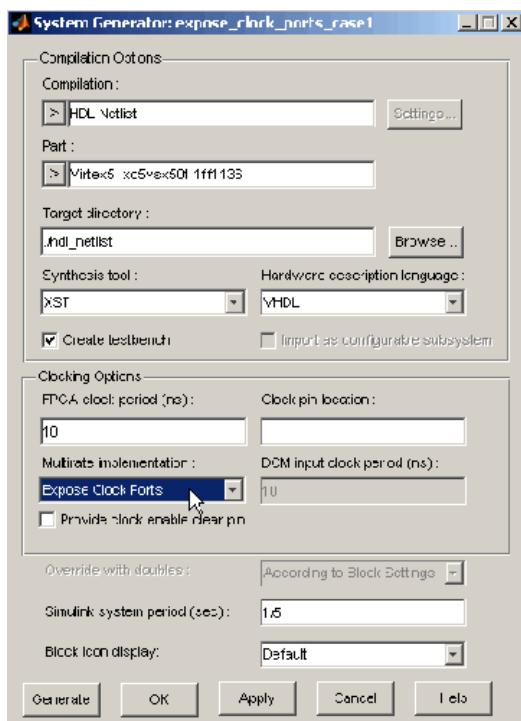 System Generator: expose_clock_ports_case1
Compilation Options
Compilation :
> HDL Netlist Settings...
Part :
> Virtex5 xc5vsx50t-1ff1136
Target directory :
./hdl_netlist Browse...
Synthesis tool : Hardware description language :
XST VHDL
Create testbench Import as configurable subsystem
Clocking Options
FPGA clock period (ns) : Clock pin location :
10
Multirate implementation : DCM input clock period (ns) :
Expose Clock Ports 10
Provide clock enable clear pin
Override with doubles : According to Block Settings
Simulink system period (sec) : 1/5
Block icon display: Default
Generate OK Apply Cancel Help